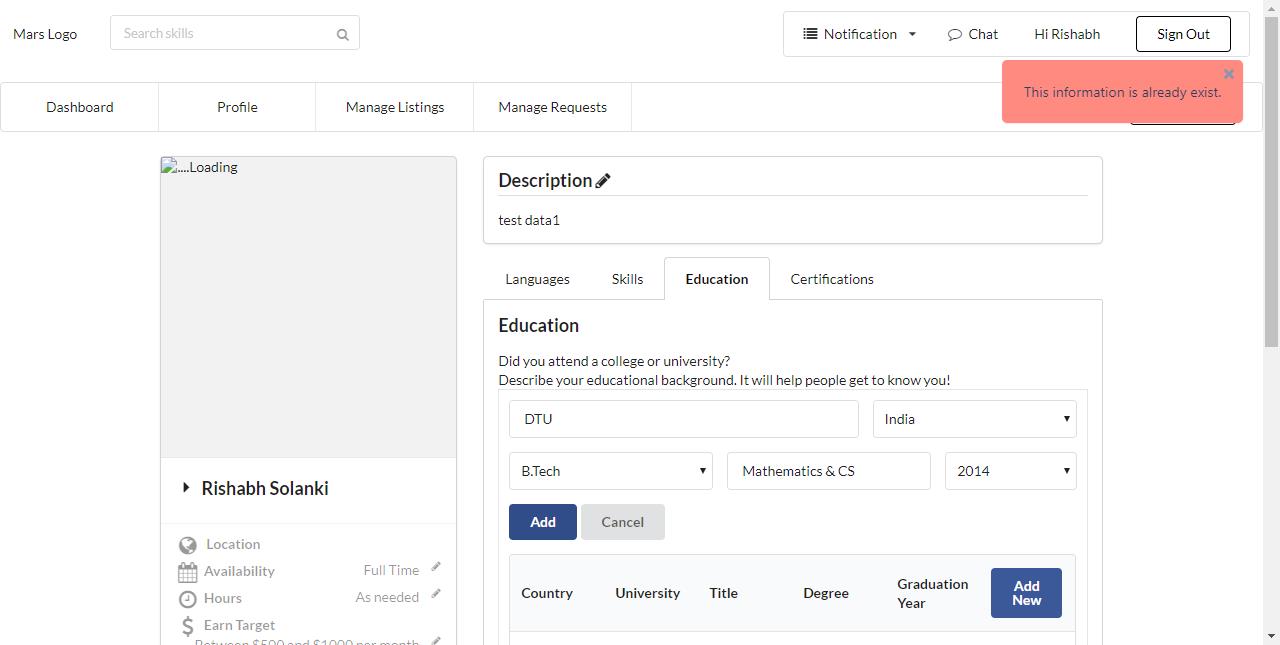 Mars Logo
Search skills
Notification
Chat
Hi Rishabh
Sign Out
This information is already exist.
Dashboard
Profile
Manage Listings
Manage Requests
....Loading
Description
test data1
Languages
Skills
Education
Certifications
Education
Did you attend a college or university?
Describe your educational background. It will help people get to know you!
DTU
India
B.Tech
Mathematics & CS
2014
Add
Cancel
Country
University
Title
Degree
Graduation Year
Add New
Rishabh Solanki
Location
Availability
Full Time
Hours
As needed
Earn Target
Between $500 and $1000 per month